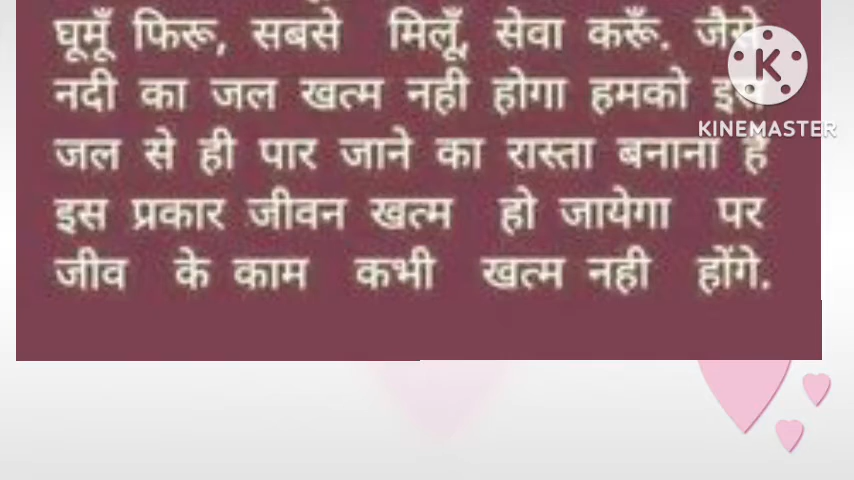 घूमूँ फिरू, सबसे मिलूँ, सेवा करूँ. जैसे
नदी का जल खत्म नही होगा हमको इस
जल से ही पार जाने का रास्ता बनाना है
इस प्रकार जीवन खत्म हो जायेगा पर
जीव के काम कभी खत्म नही होंगे.
K
KINEMASTER